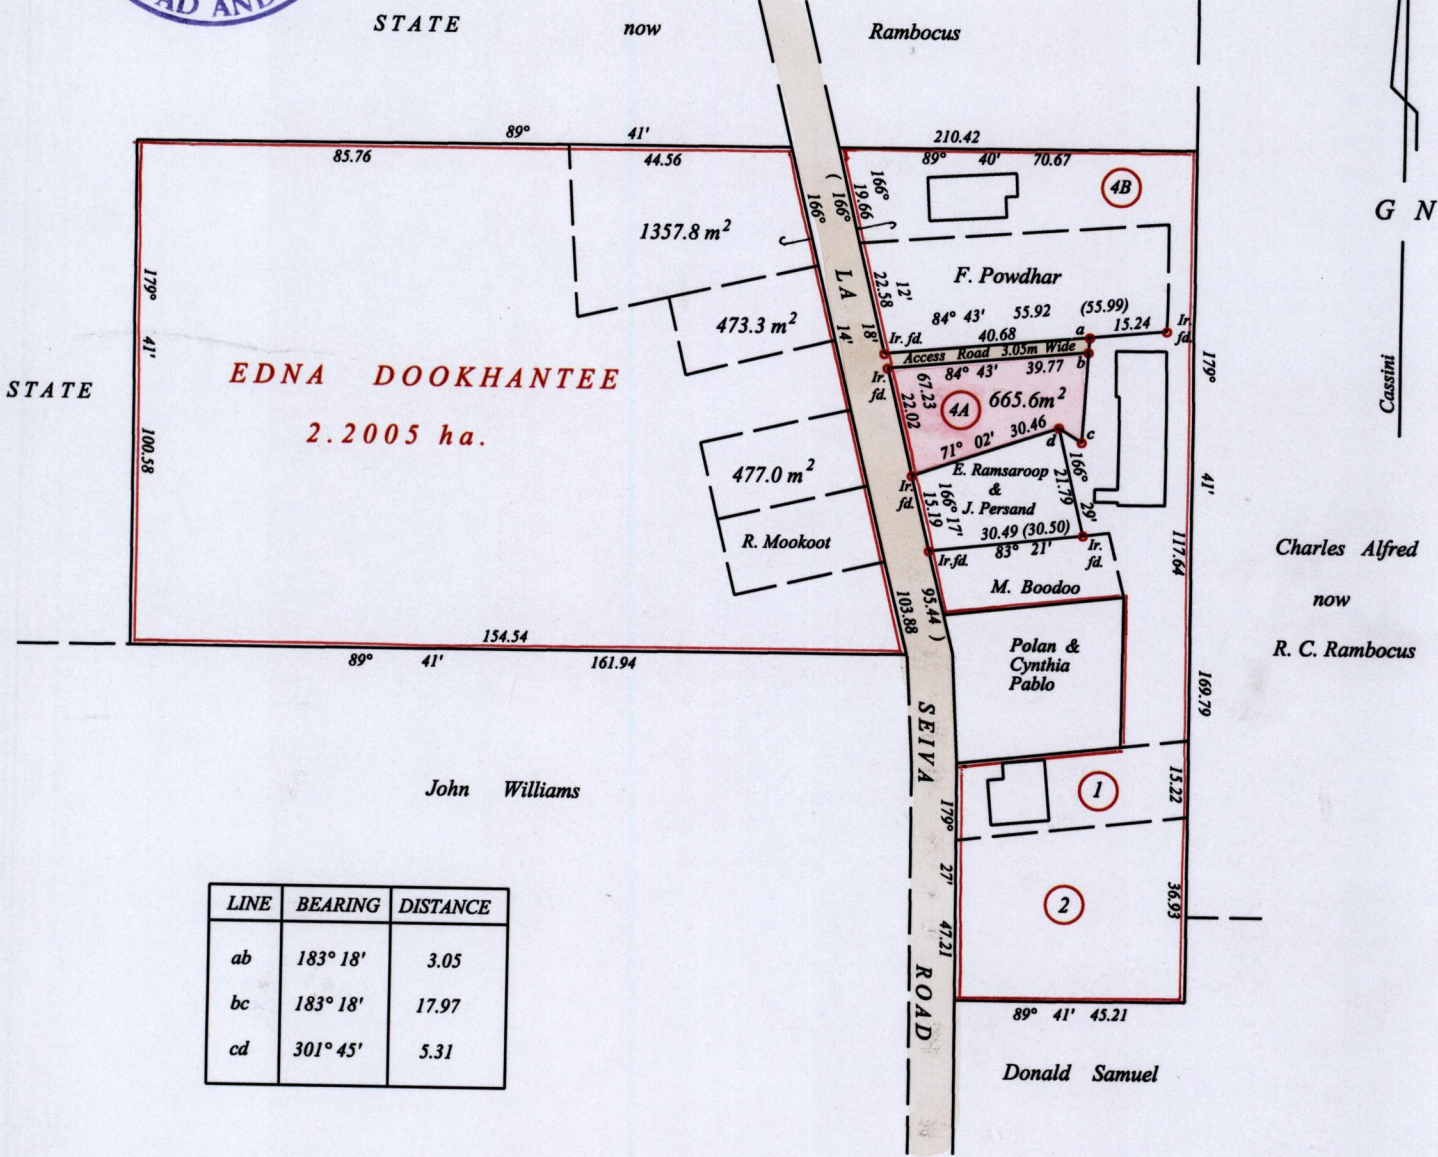 AD AND
STATE now Rambocus
89° 41'
85.76 44.56
210.42
89° 40' 70.67
4B
G N
166°
19.66
( 166°
166°
1357.8 m²
F. Powdhar
LA
12'
22.58
18'
14'
84° 43' 55.92 (55.99)
40.68
a
15.24
Ir. fd.
Ir.
fd.
473.3 m²
Access Road 3.05m Wide
b
84° 43' 39.77
Ir.
fd.
67.23
22.02
4A
665.6m²
179° 41'
100.58
STATE
EDNA DOOKHANTEE
2.2005 ha.
179° 41'
Cassini
71° 02' 30.46
d
c
477.0 m²
E. Ramsaroop
&
J. Persand
166° 29'
21.79
Ir.
fd.
166° 17'
15.19
30.49 (30.50)
83° 21'
R. Mookoot
Ir.fd.
Ir.
fd.
117.64
Charles Alfred
now
R. C. Rambocus
M. Boodoo
95.44 )
103.88
154.54
89° 41' 161.94
Polan &
Cynthia
Pablo
169.79
SEIVA
John Williams
1
15.22
179° 27' 47.21
2
36.93
ROAD
LINE BEARING DISTANCE
ab 183° 18' 3.05
bc 183° 18' 17.97
cd 301° 45' 5.31
89° 41' 45.21
Donald Samuel